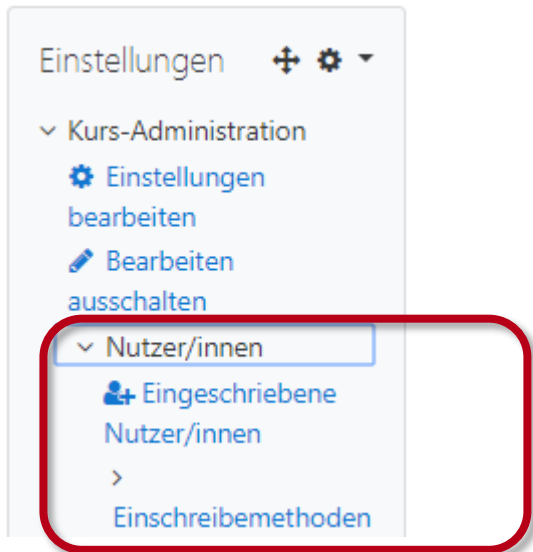 Einstellungen
Kurs-Administration
Einstellungen
bearbeiten
Bearbeiten
ausschalten
Nutzer/innen
Eingeschriebene
Nutzer/innen
Einschreibemethoden